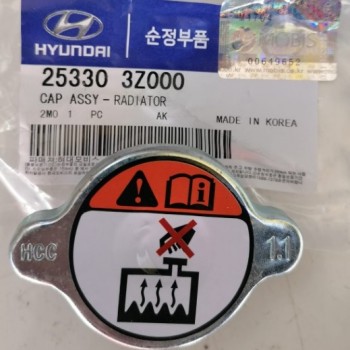 HYUNDAI
순정부품
MOBIS
00649652
25330 3Z000
CAP ASSY-RADIATOR
2MO 1 PC AK MADE IN KOREA
HCC
1.1